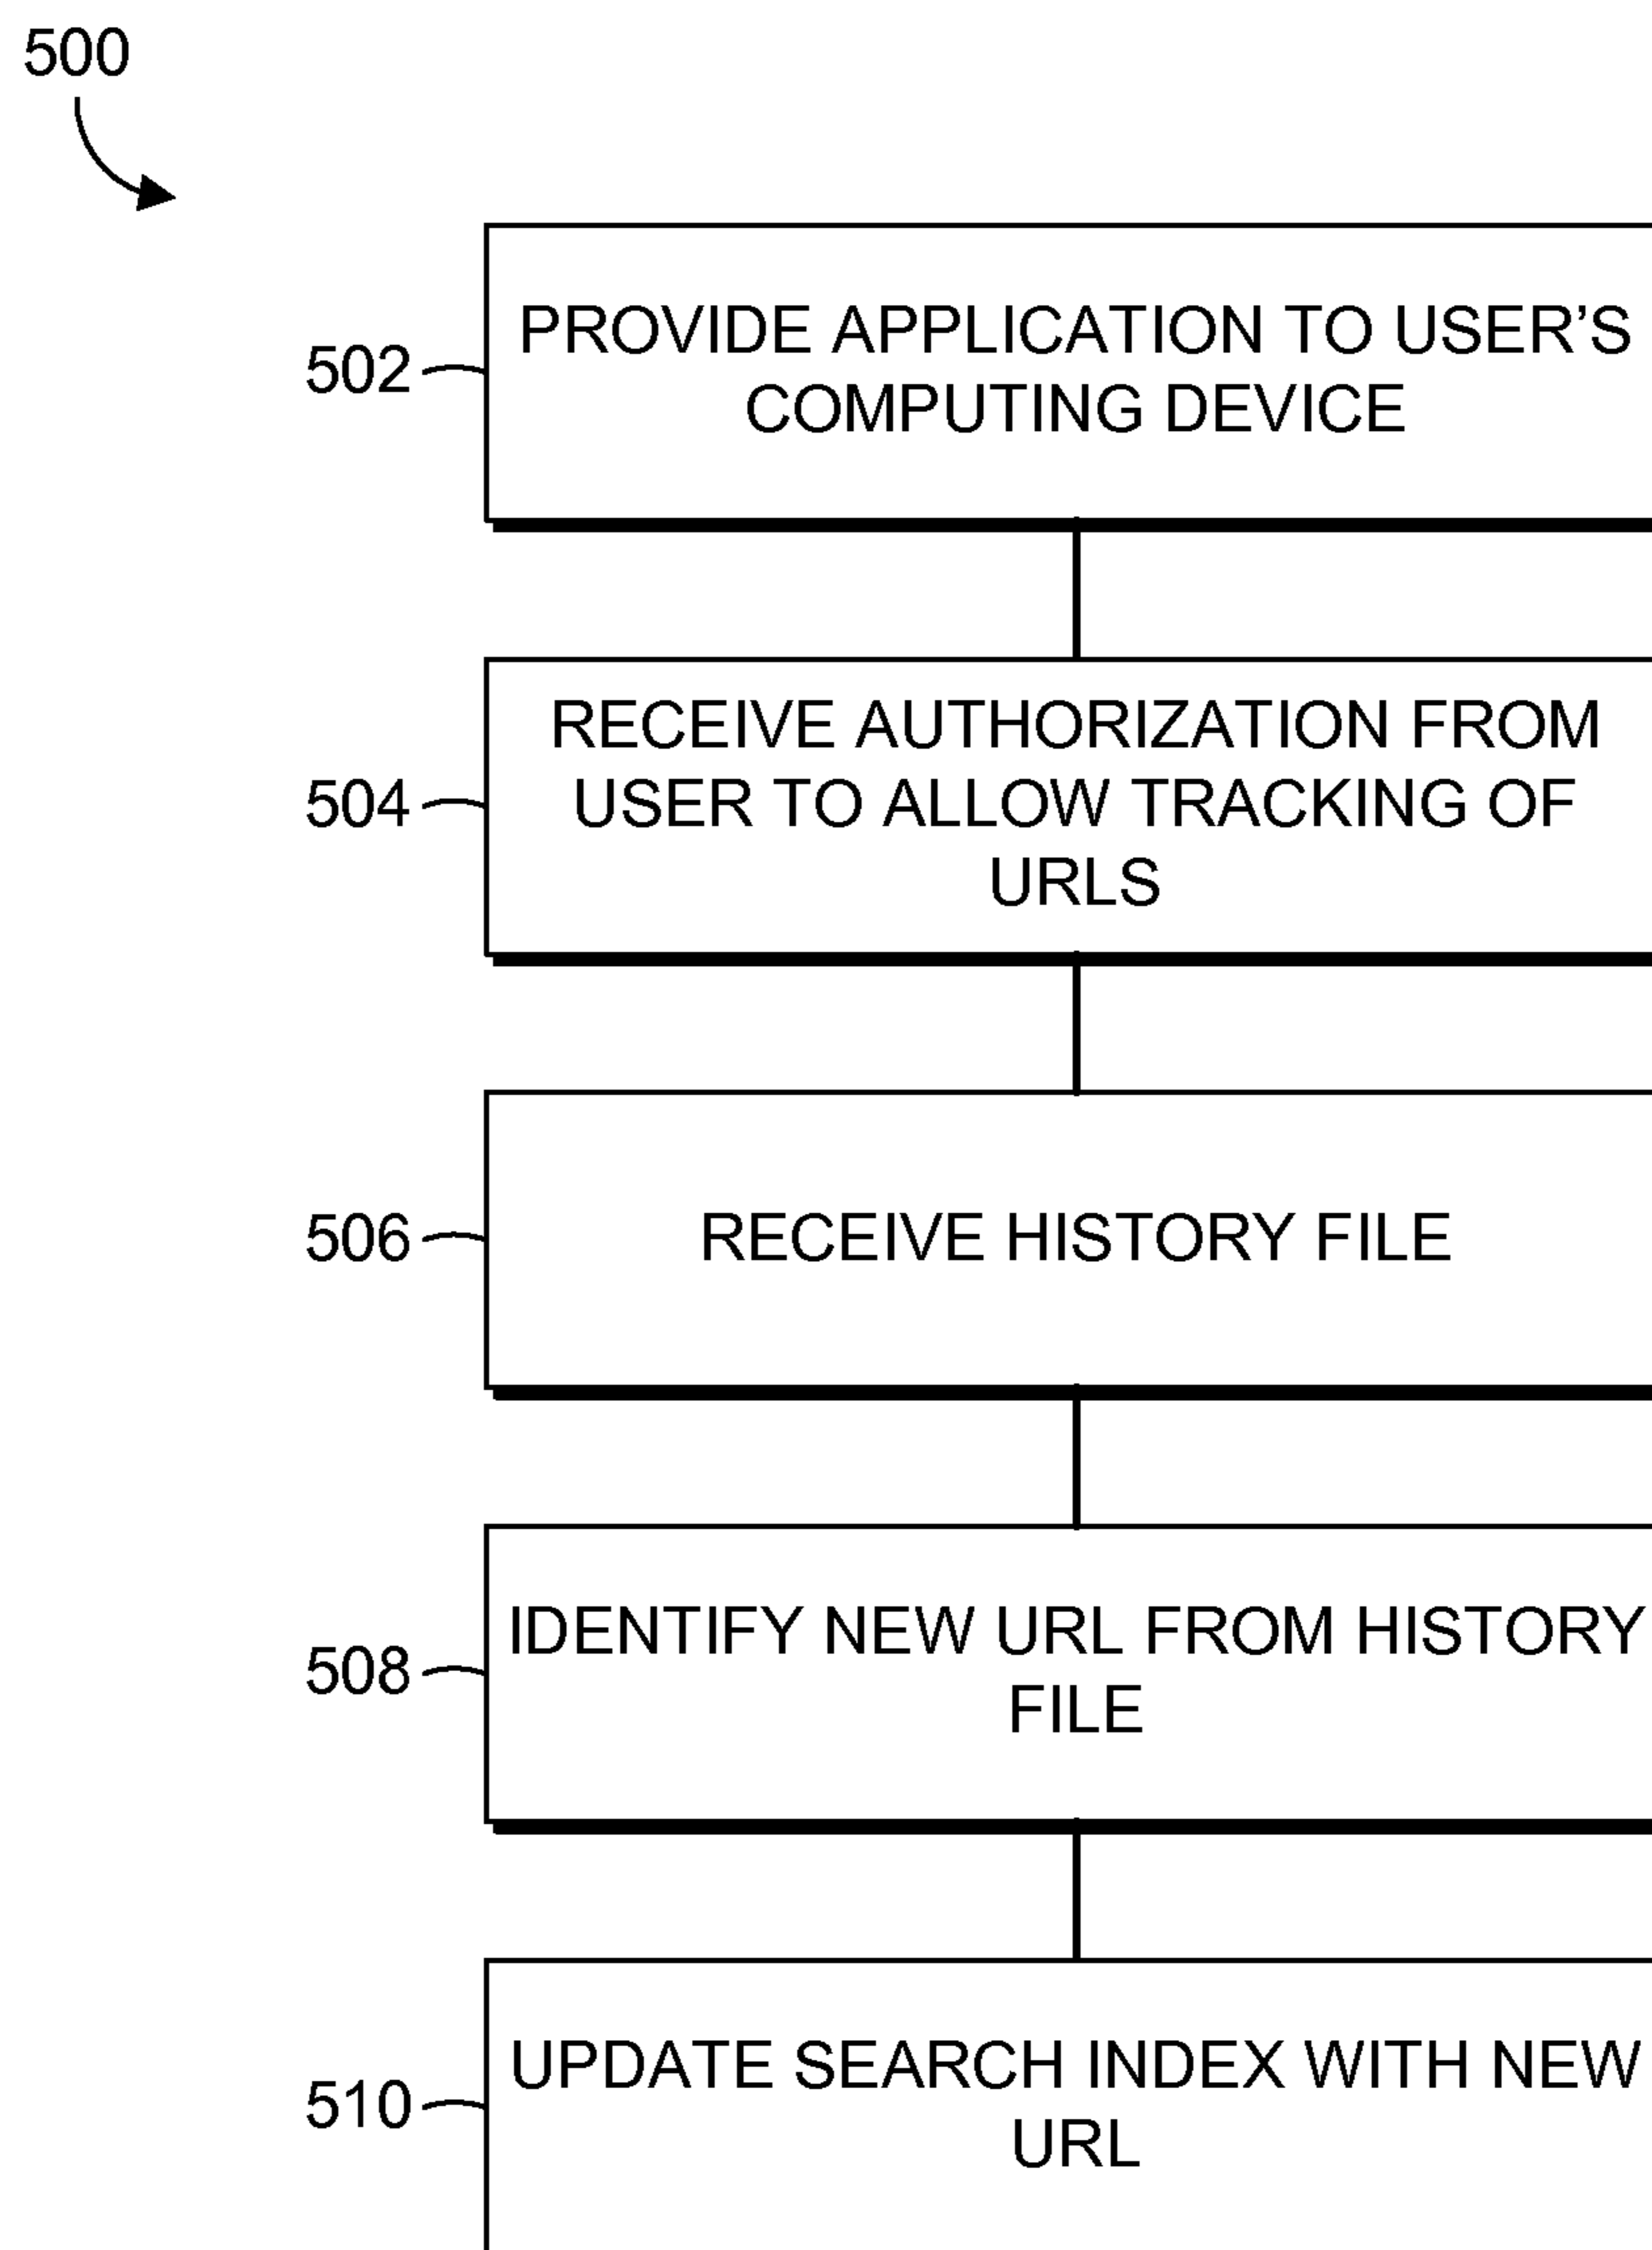 500
502
PROVIDE APPLICATION TO USER'S
COMPUTING DEVICE
504
RECEIVE AUTHORIZATION FROM
USER TO ALLOW TRACKING OF
URLS
506
RECEIVE HISTORY FILE
508
IDENTIFY NEW URL FROM HISTORY
FILE
510
UPDATE SEARCH INDEX WITH NEW
URL